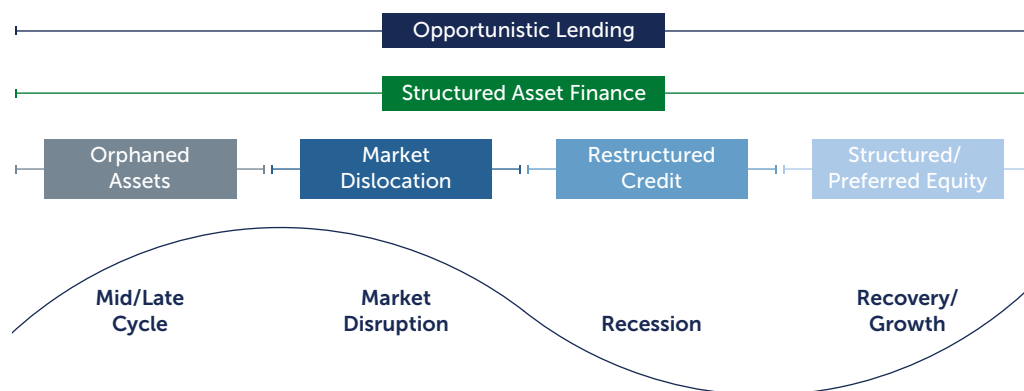 Opportunistic Lending
Structured Asset Finance
Orphaned
Assets
Market
Dislocation
Restructured
Credit
Structured/
Preferred Equity
Mid/Late
Cycle
Market
Disruption
Recession
Recovery/
Growth